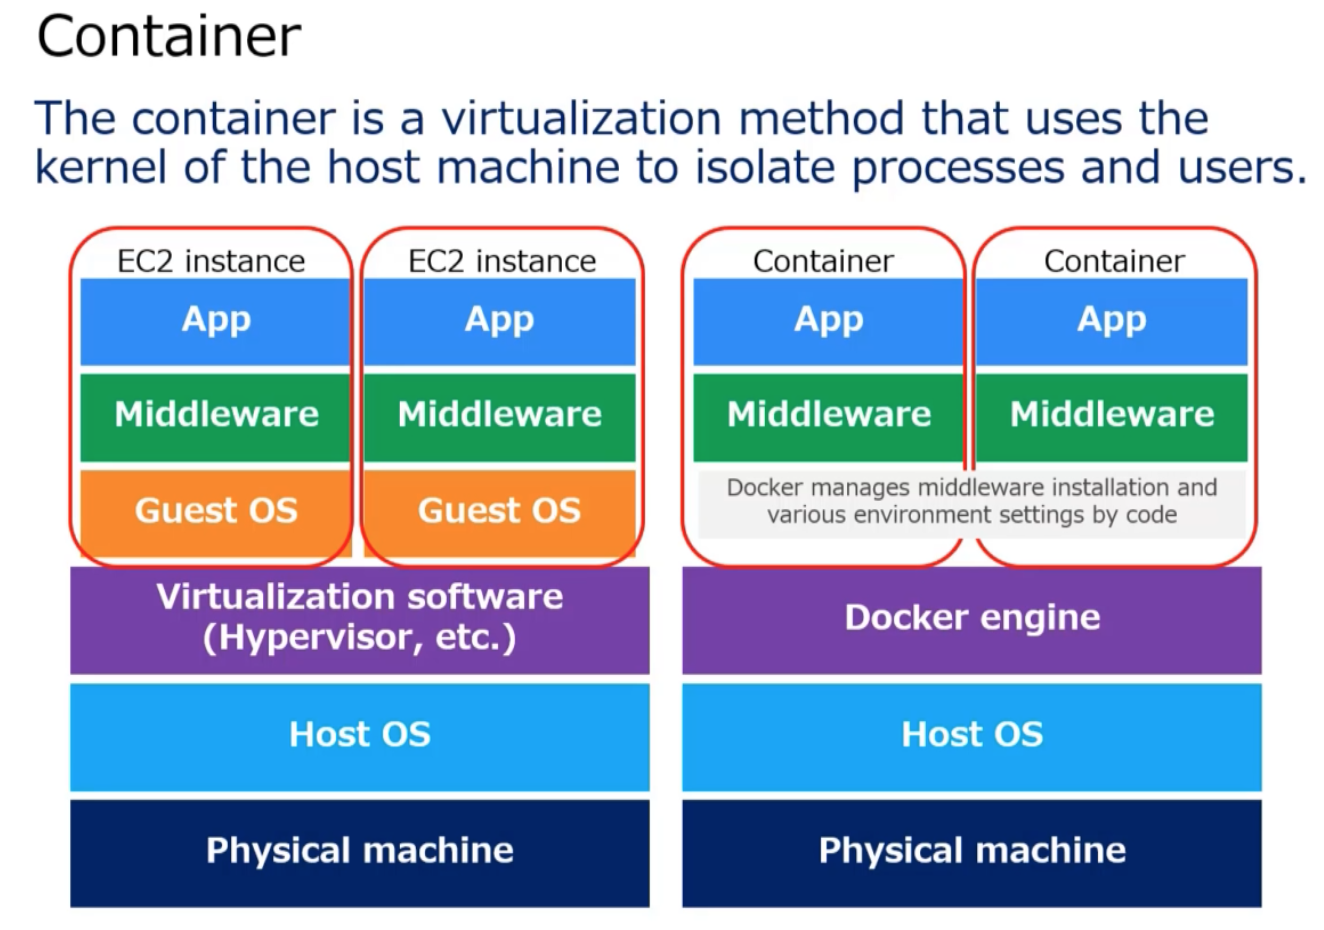 Container
The container is a virtualization method that uses the
kernel of the host machine to isolate processes and users.
EC2 instance
App
Middleware
Guest OS
EC2 instance
App
Middleware
Guest OS
Virtualization software
(Hypervisor, etc.)
Host OS
Physical machine
Container
App
Middleware
Container
App
Middleware
Docker manages middleware installation and
various environment settings by code
Docker engine
Host OS
Physical machine